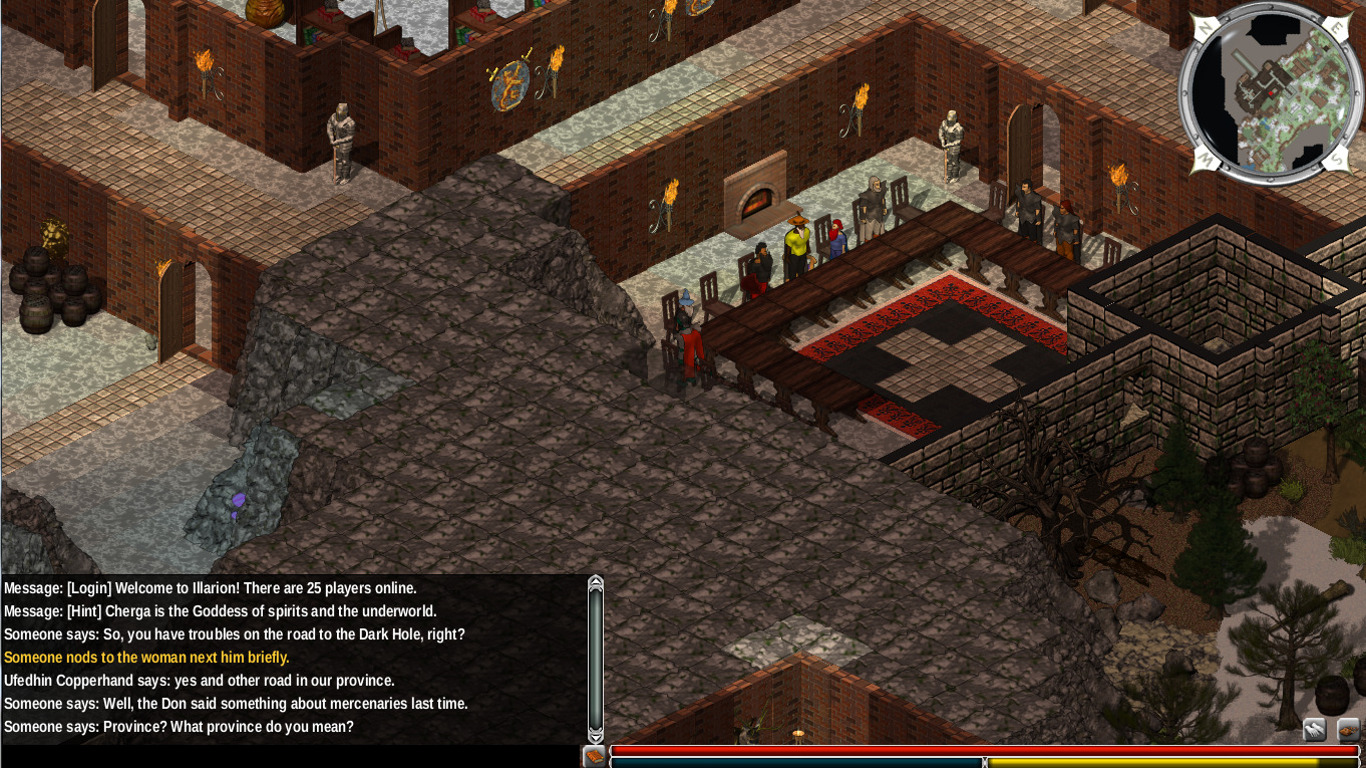 N
E
W
S
Message: [Login] Welcome to Illarion! There are 25 players online.
Message: [Hint] Cherga is the Goddess of spirits and the underworld.
Someone says: So, you have troubles on the road to the Dark Hole, right?
Someone nods to the woman next him briefly.
Ufedhin Copperhand says: yes and other road in our province.
Someone says: Well, the Don said something about mercenaries last time.
Someone says: Province? What province do you mean?